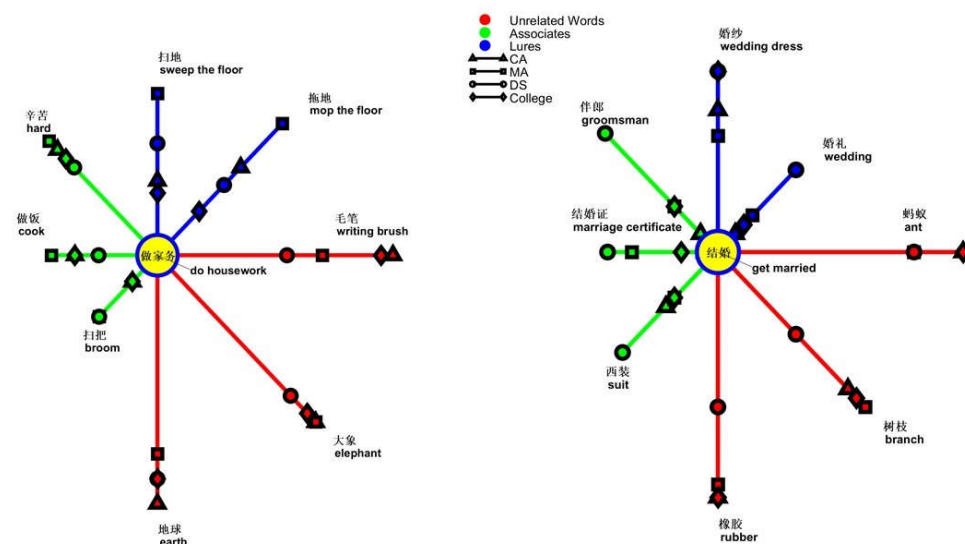 Unrelated Words
Associates
Lures
CA
MA
DS
College
扫地
sweep the floor
拖地
mop the floor
辛苦
hard
做饭
cook
毛笔
writing brush
做家务
do housework
扫把
broom
大象
elephant
地球
earth
婚纱
wedding dress
伴郎
groomsman
婚礼
wedding
结婚证
marriage certificate
蚂蚁
ant
结婚
get married
西装
suit
树枝
branch
橡胶
rubber